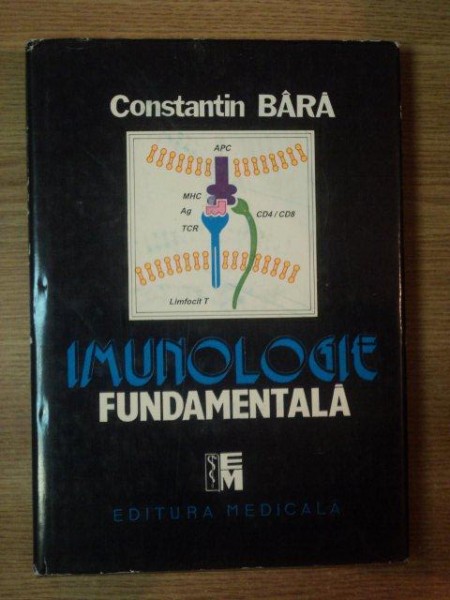 Constantin BÂRĂ
APC
MHC
Ag
CD4 / CD8
TCR
Limfocit T
IMUNOLOGIE
FUNDAMENTALĂ
EM
EDITURA MEDICALĂ